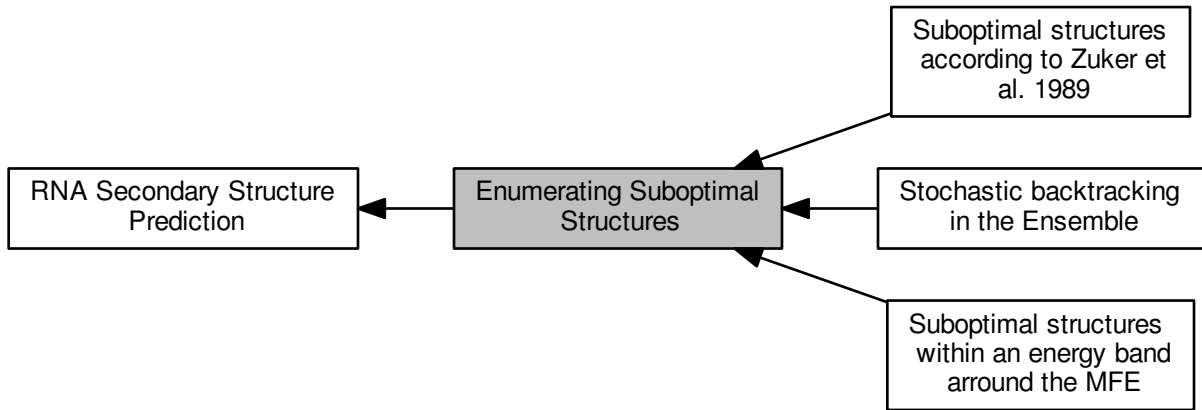 Suboptimal structures
according to Zuker et
al. 1989
RNA Secondary Structure
Prediction
Enumerating Suboptimal
Structures
Stochastic backtracking
in the Ensemble
Suboptimal structures
within an energy band
arround the MFE